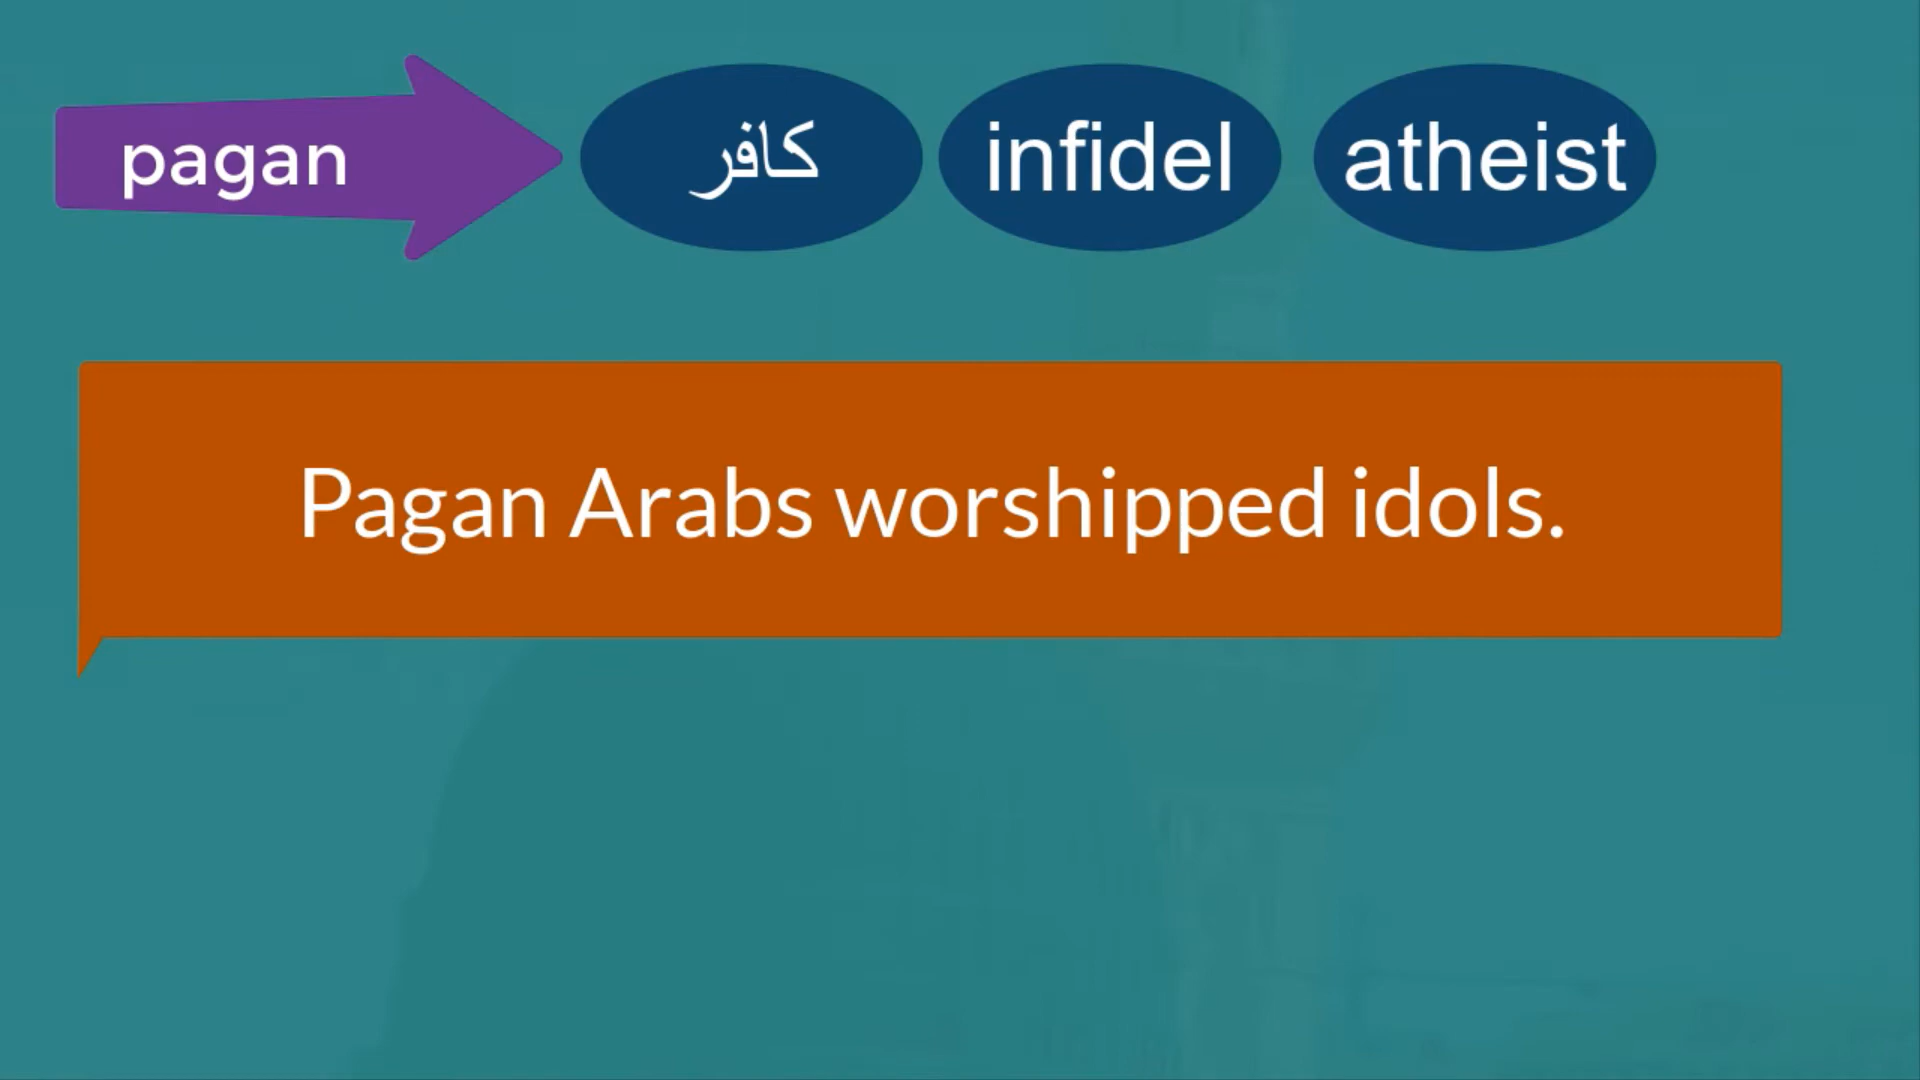 pagan
كافر
infidel
atheist
Pagan Arabs worshipped idols.